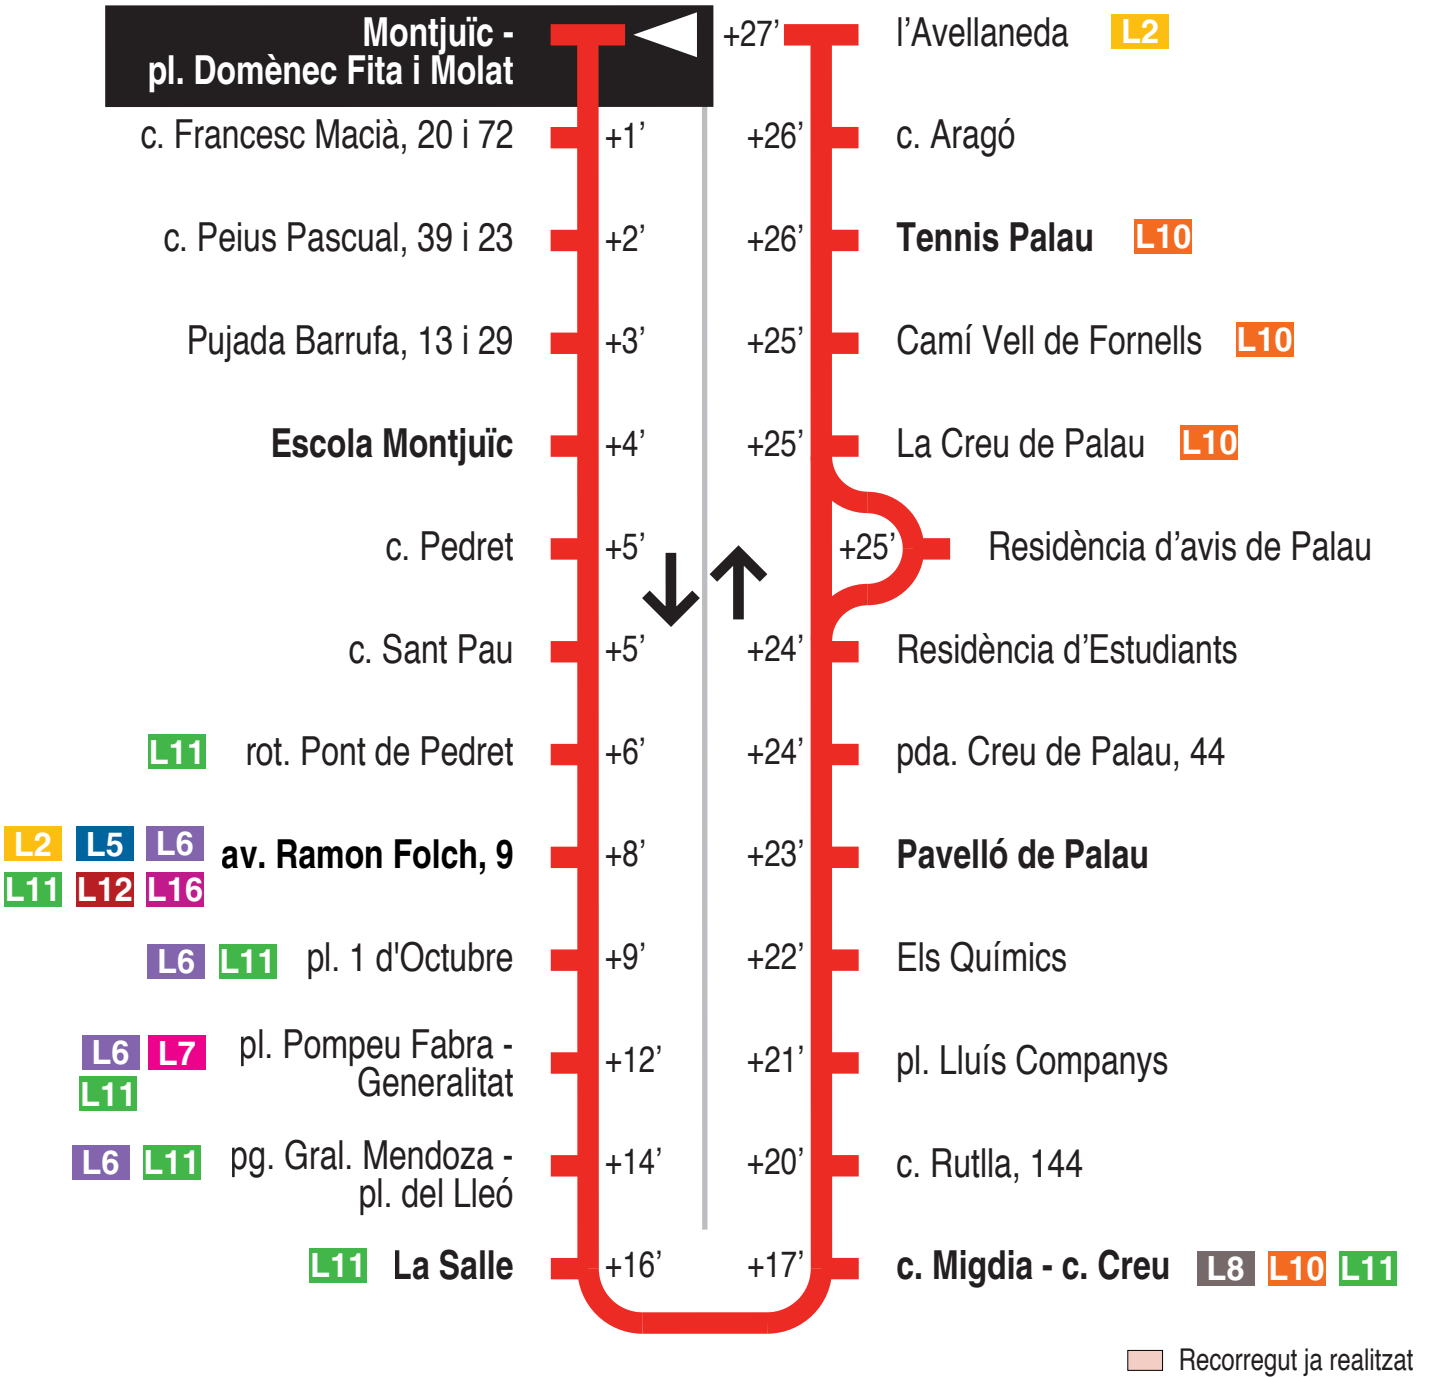 Montjuïc -
pl. Domènec Fita i Molat
c. Francesc Macià, 20 i 72 +1’
c. Peius Pascual, 39 i 23 +2’
Pujada Barrufa, 13 i 29 +3’
Escola Montjuïc +4’
c. Pedret +5’
c. Sant Pau +5’
L11 rot. Pont de Pedret +6’
L2 L5 L6
L11 L12 L16
av. Ramon Folch, 9 +8’
L6 L11 pl. 1 d'Octubre +9’
L6 L7
L11
pl. Pompeu Fabra -
Generalitat +12’
L6 L11 pg. Gral. Mendoza -
pl. del Lleó +14’
L11 La Salle +16’
+27’ l’Avellaneda L2
+26’ c. Aragó
+26’ Tennis Palau L10
+25’ Camí Vell de Fornells L10
+25’ La Creu de Palau L10
+25’ Residència d’avis de Palau
+24’ Residència d’Estudiants
+24’ pda. Creu de Palau, 44
+23’ Pavelló de Palau
+22’ Els Químics
+21’ pl. Lluís Companys
+20’ c. Rutlla, 144
+17’ c. Migdia - c. Creu L8 L10 L11
Recorregut ja realitzat